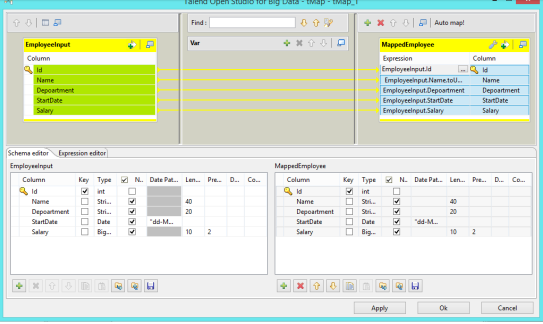 Talend Open Studio for Big Data - tMap - tMap_1
Find :
Auto map!
EmployeeInput
Column
Id
Name
Depoartment
StartDate
Salary
Var
MappedEmployee
Expression Column
EmployeeInput.Id ... Id
EmployeeInput.Name.toU... Name
EmployeeInput.Depoartment Depoartment
EmployeeInput.StartDate StartDate
EmployeeInput.Salary Salary
Schema editor Expression editor
EmployeeInput
Column Key Type N.. Date Pat... Len... Pre... D... Co...
Id int
Name Stri... 40
Depoartment Stri... 20
StartDate Date "dd-M...
Salary Big... 10 2
MappedEmployee
Column Key Type N.. Date Pat... Len... Pre... D... Co...
Id int
Name Stri... 40
Depoartment Stri... 20
StartDate Date "dd-M...
Salary Big... 10 2
Apply Ok Cancel